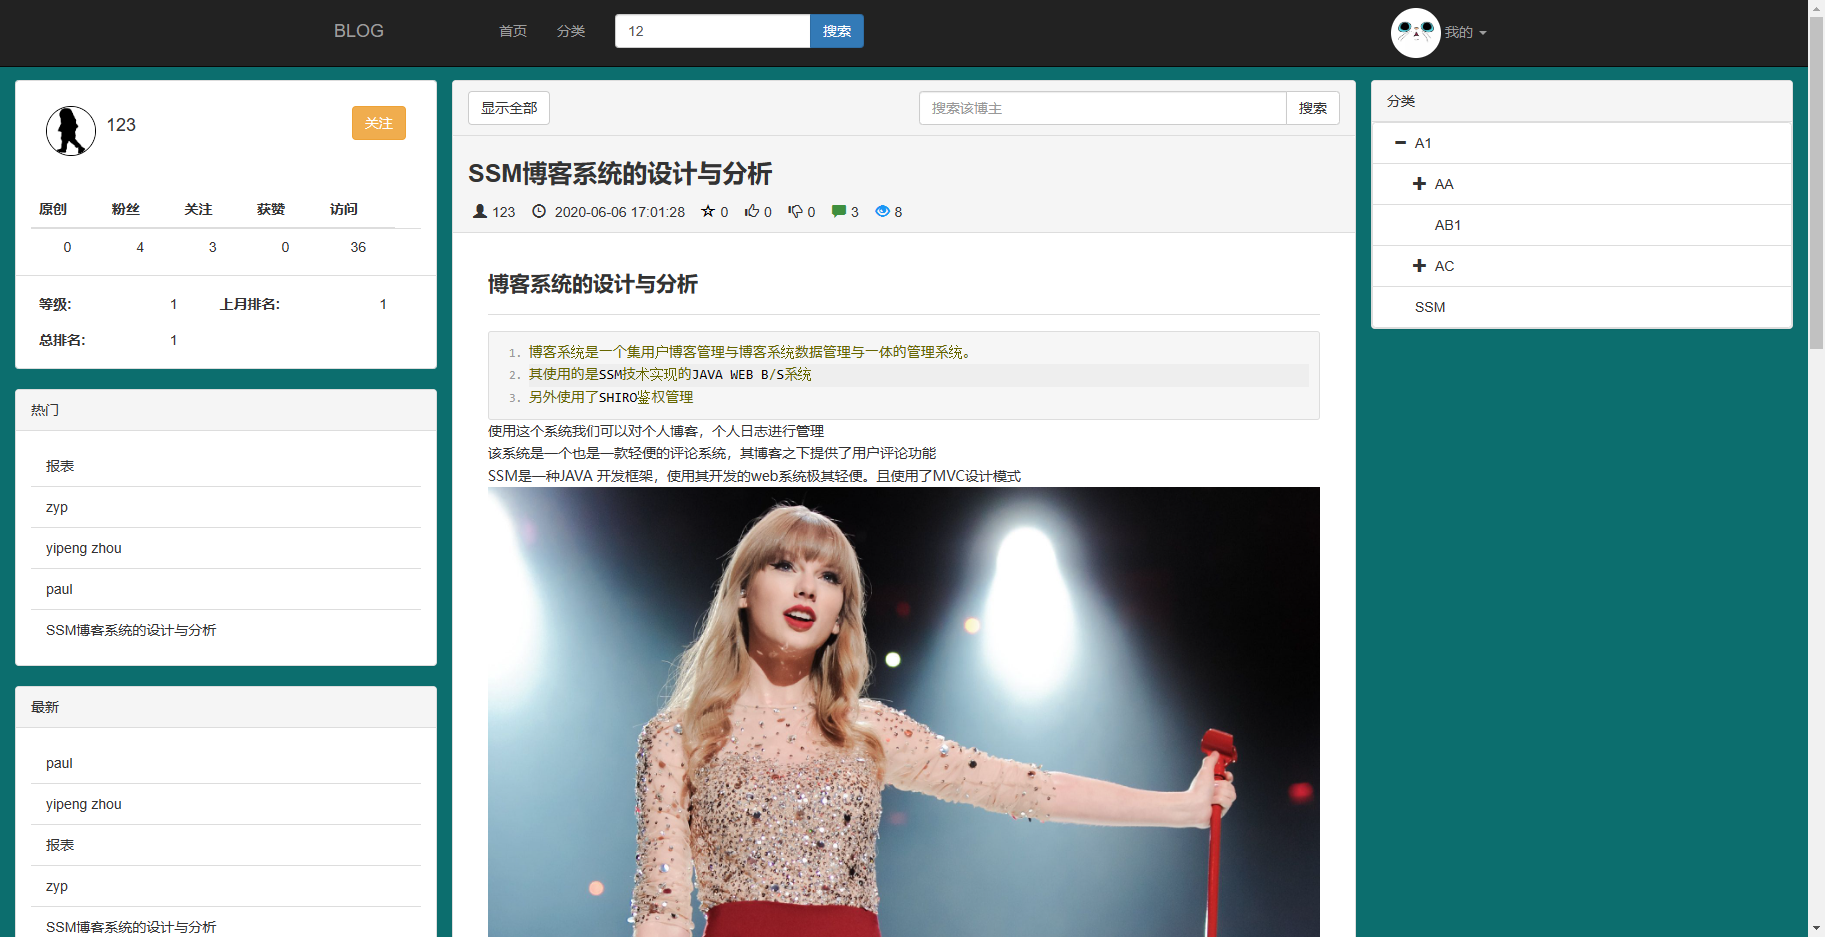 BLOG 首页 分类 12 搜索 我的
123 关注
原创 粉丝 关注 获赞 访问
0 4 3 0 36
等级: 1 上月排名: 1
总排名: 1
热门
报表
zyp
yipeng zhou
paul
SSM博客系统的设计与分析
最新
paul
yipeng zhou
报表
zyp
SSM博客系统的设计与分析
显示全部 搜索该博主 搜索
SSM博客系统的设计与分析
123 2020-06-06 17:01:28 0 0 0 3 8
博客系统的设计与分析
1. 博客系统是一个集用户博客管理与博客系统数据管理与一体的管理系统。
2. 其使用的是SSM技术实现的JAVA WEB B/S系统
3. 另外使用了SHIRO鉴权管理
使用这个系统我们可以对个人博客，个人日志进行管理
该系统是一个也是一款轻便的评论系统，其博客之下提供了用户评论功能
SSM是一种JAVA 开发框架，使用其开发的web系统极其轻便。且使用了MVC设计模式
分类
A1
AA
AB1
AC
SSM